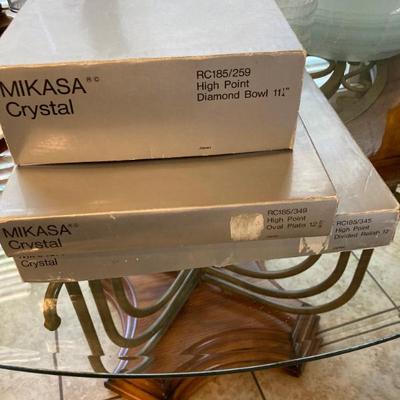 MIKASA®©
Crystal
RC185/259
High Point
Diamond Bowl 11¼"
MIKASA®©
Crystal
RC185/349
High Point
Oval Plate 12
Crystal
RC185/345
High Point
Divided Relish 12"